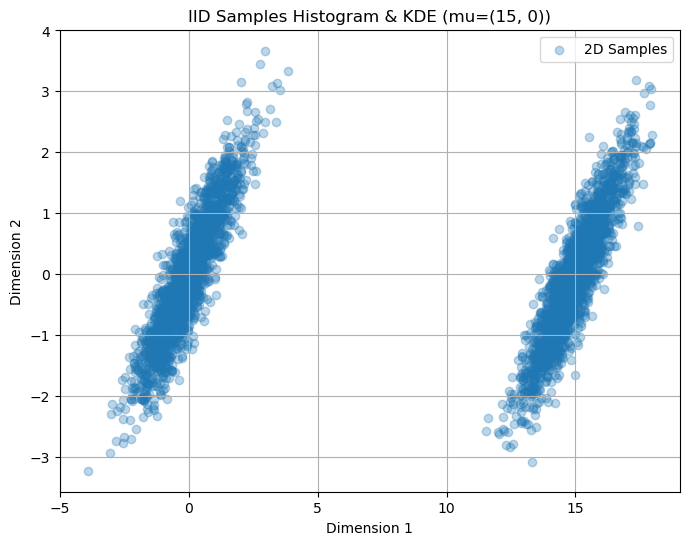 IID Samples Histogram & KDE (mu=(15, 0))
2D Samples
4
3
2
1
0
−1
−2
−3
Dimension 2
−5 0 5 10 15
Dimension 1